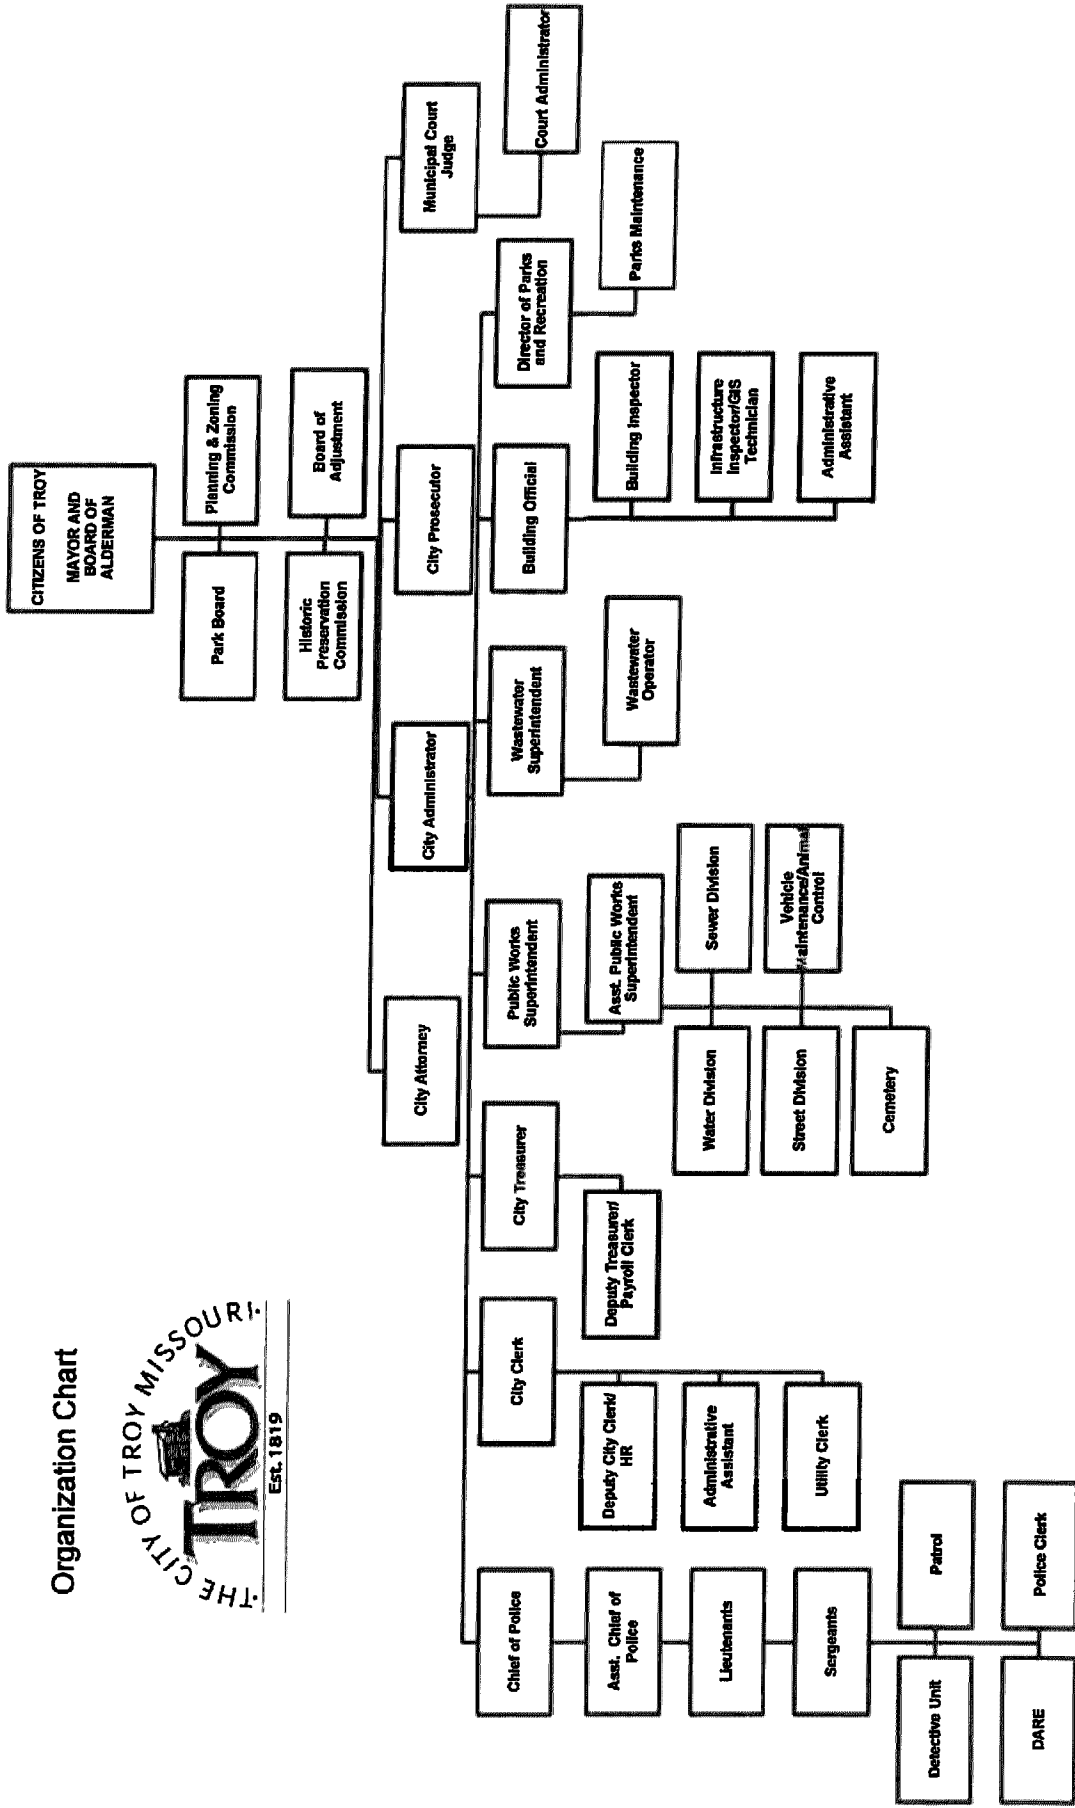 Organization Chart
THE CITY OF TROY MISSOURI
TROY
Est. 1819
CITIZENS OF TROY
MAYOR AND
BOARD OF
ALDERMAN
Park Board
Planning & Zoning
Commission
Historic
Preservation
Commission
Board of
Adjustment
City Attorney
City Administrator
City Prosecutor
Municipal Court
Judge
Court Administrator
Chief of Police
City Clerk
City Treasurer
Public Works
Superintendent
Wastewater
Superintendent
Building Official
Director of Parks
and Recreation
Asst. Chief of
Police
Lieutenants
Sergeants
Detective Unit
Patrol
DARE
Police Clerk
Deputy City Clerk/
HR
Administrative
Assistant
Utility Clerk
Deputy Treasurer/
Payroll Clerk
Asst. Public Works
Superintendent
Water Division
Sewer Division
Street Division
Vehicle
Maintenance/Animal
Control
Cemetery
Wastewater
Operator
Building Inspector
Infrastructure
Inspector/GIS
Technician
Administrative
Assistant
Parks Maintenance